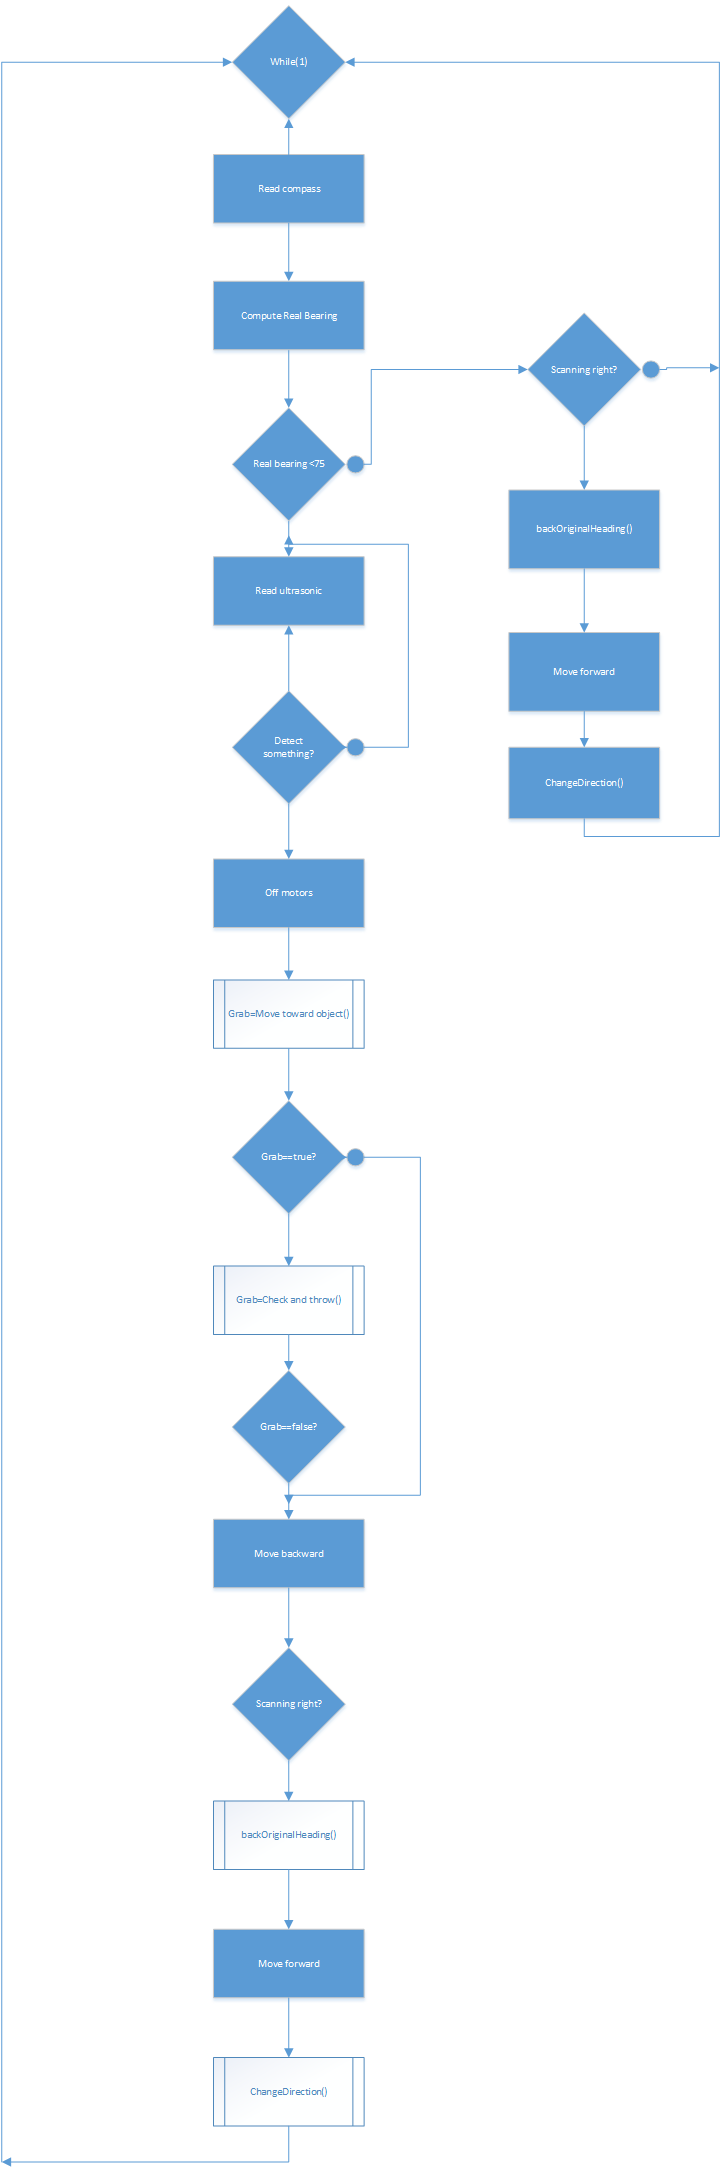 While(1)
Read compass
Compute Real Bearing
Real bearing <75
Read ultrasonic
Detect
something?
Off motors
Grab=Move toward object()
Grab==true?
Grab=Check and throw()
Grab==false?
Move backward
Scanning right?
backOriginalHeading()
Move forward
ChangeDirection()
Scanning right?
backOriginalHeading()
Move forward
ChangeDirection()